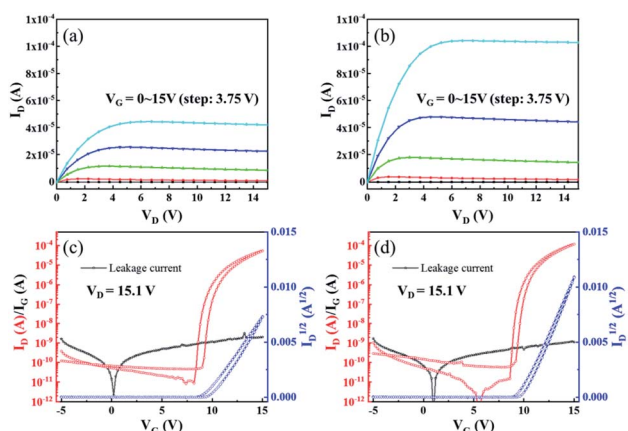 (a)
1x10⁻⁴
8x10⁻⁵
6x10⁻⁵
4x10⁻⁵
2x10⁻⁵
0
I_D (A)
V_G = 0~15V (step: 3.75 V)
0 2 4 6 8 10 12 14
V_D (V)
(b)
1x10⁻⁴
8x10⁻⁵
6x10⁻⁵
4x10⁻⁵
2x10⁻⁵
0
I_D (A)
V_G = 0~15V (step: 3.75 V)
0 2 4 6 8 10 12 14
V_D (V)
(c)
10⁻⁴
10⁻⁵
10⁻⁶
10⁻⁷
10⁻⁸
10⁻⁹
10⁻¹⁰
10⁻¹¹
10⁻¹²
I_D (A)/I_G (A)
Leakage current
V_D = 15.1 V
0.015
0.010
0.005
0.000
I_D^1/2 (A^1/2)
-5 0 5 10 15
V_G (V)
(d)
10⁻⁴
10⁻⁵
10⁻⁶
10⁻⁷
10⁻⁸
10⁻⁹
10⁻¹⁰
10⁻¹¹
10⁻¹²
I_D (A)/I_G (A)
Leakage current
V_D = 15.1 V
0.015
0.010
0.005
0.000
I_D^1/2 (A^1/2)
-5 0 5 10 15
V_G (V)